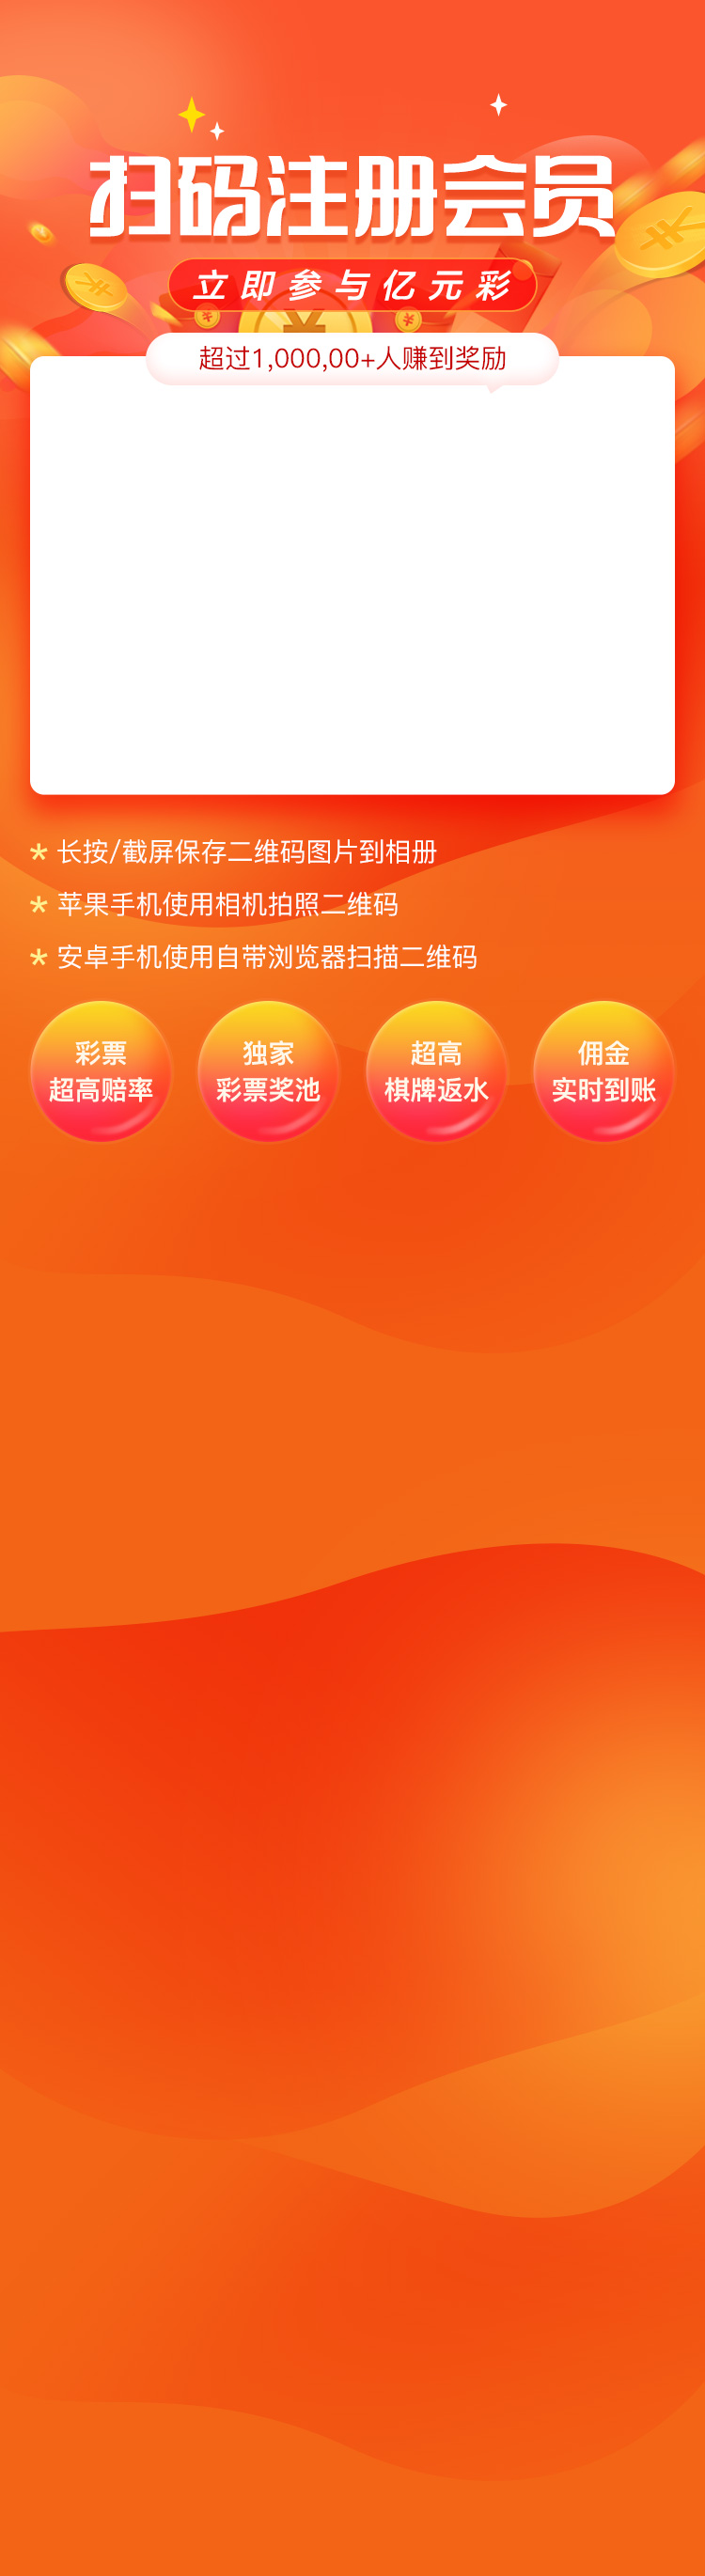 扫码注册会员
立即参与亿元彩
超过1,000,00+人赚到奖励
* 长按/截屏保存二维码图片到相册
* 苹果手机使用相机拍照二维码
* 安卓手机使用自带浏览器扫描二维码
彩票
超高赔率
独家
彩票奖池
超高
棋牌返水
佣金
实时到账